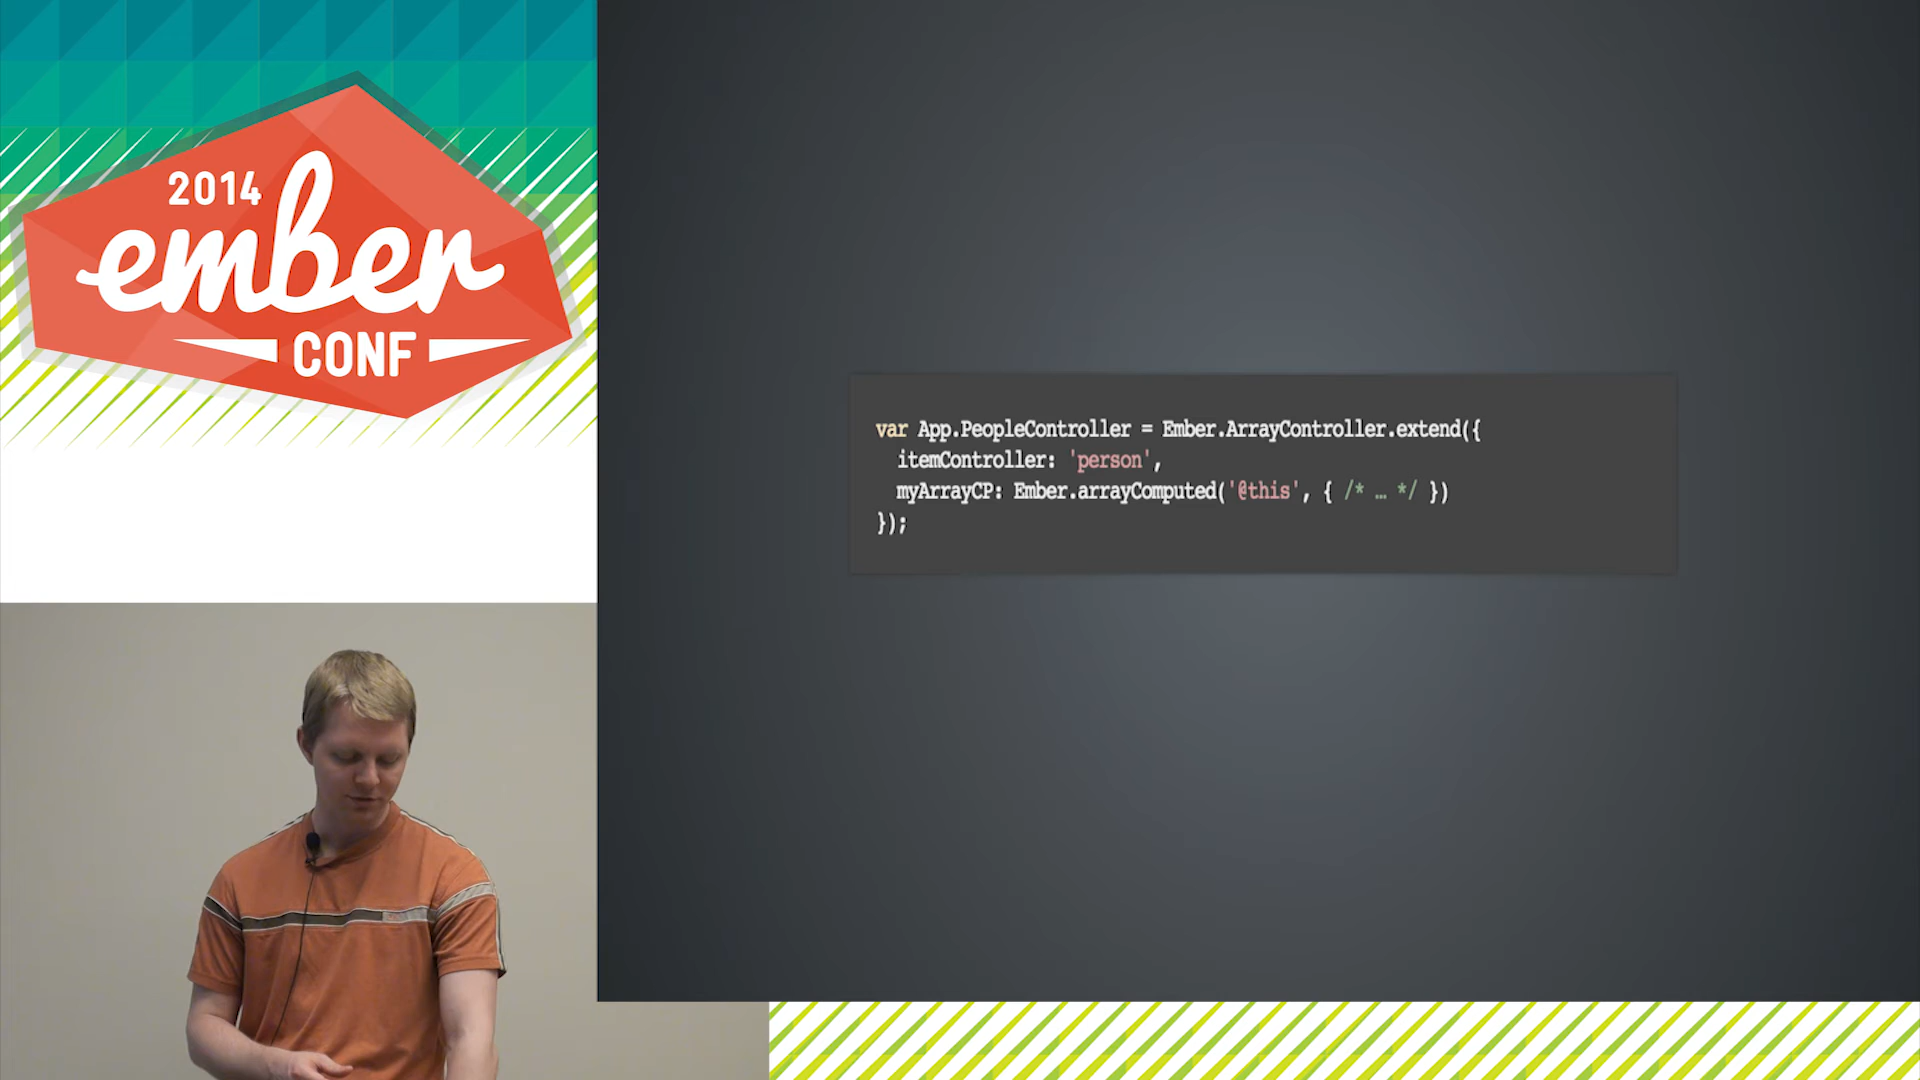 2014
ember
CONF
var App.PeopleController = Ember.ArrayController.extend({
  itemController: 'person',
  myArrayCP: Ember.arrayComputed('@this', { /* … */ })
});